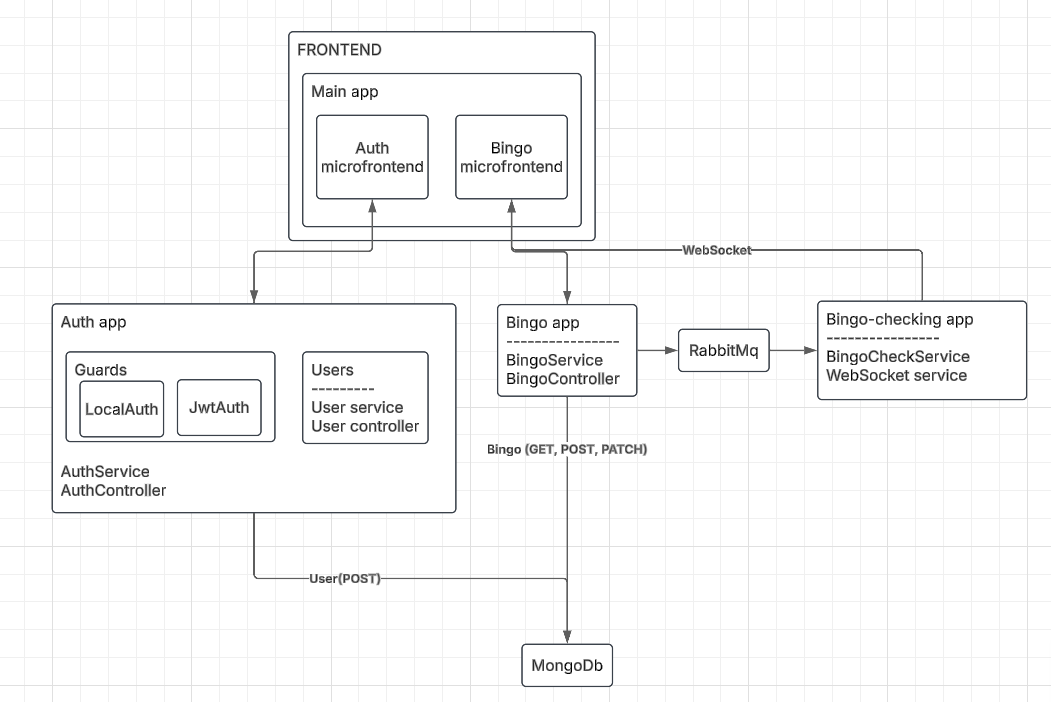 FRONTEND
Main app
Auth
microfrontend
Bingo
microfrontend
WebSocket
Auth app
Guards
LocalAuth
JwtAuth
Users
---------
User service
User controller
AuthService
AuthController
Bingo app
----------------
BingoService
BingoController
RabbitMq
Bingo-checking app
----------------
BingoCheckService
WebSocket service
Bingo (GET, POST, PATCH)
User(POST)
MongoDb